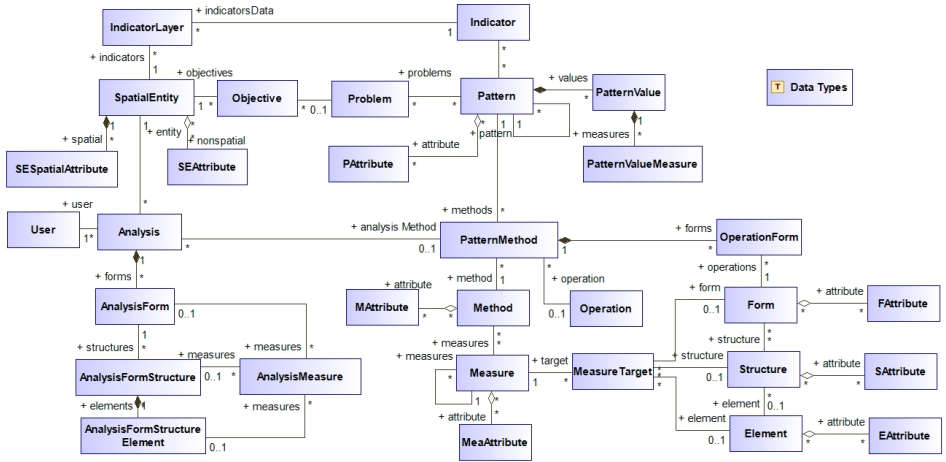 + indicatorsData
IndicatorLayer
*
1
Indicator
+ indicators
*
1
*
*
SpatialEntity
+ objectives
1
*
Objective
*
0..1
Problem
+ problems
*
*
Pattern
+ values
*
PatternValue
T Data Types
+ spatial
1
*
1
+ entity
*
+ nonspatial
*
SESpatialAttribute
SEAttribute
+ attribute
*
*
+ pattern
1
1
*
+ measures
1
*
PAttribute
PatternValueMeasure
+ user
User
1
*
*
Analysis
*
+ analysis Method
0..1
+ methods
*
PatternMethod
1
+ forms
*
OperationForm
1
*
+ forms
*
+ method
1
*
+ operation
0..1
+ operations
*
1
AnalysisForm
0..1
MAttribute
+ attribute
*
*
Method
Operation
+ form
0..1
Form
*
+ attribute
*
FAttribute
1
+ structures
*
+ measures
*
*
+ measures
*
+ structure
*
*
AnalysisFormStructure
+ measures
0..1
*
AnalysisMeasure
+ measures
*
1
Measure
+ target
1
*
MeasureTarget
*
*
*
+ structure
0..1
Structure
*
+ attribute
*
SAttribute
+ elements
1
*
+ measures
*
*
+ attribute
*
+ element
*
0..1
AnalysisFormStructure
Element
0..1
MeaAttribute
+ element
0..1
Element
*
+ attribute
*
EAttribute